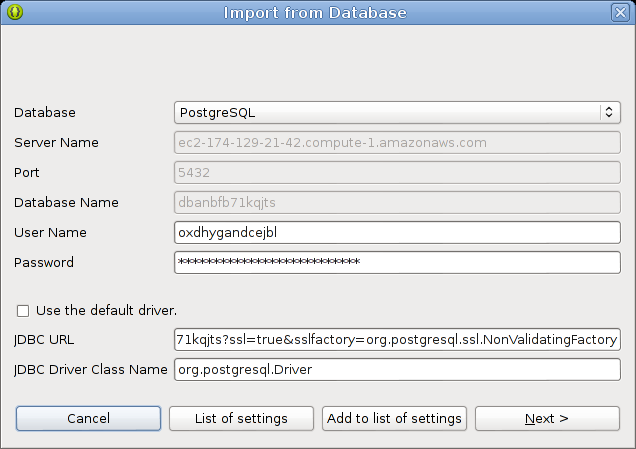 Import from Database
Database PostgreSQL
Server Name ec2-174-129-21-42.compute-1.amazonaws.com
Port 5432
Database Name dbanbfb71kqjts
User Name oxdhygandcejbl
Password ****************************
Use the default driver.
JDBC URL 71kqjts?ssl=true&sslfactory=org.postgresql.ssl.NonValidatingFactory
JDBC Driver Class Name org.postgresql.Driver
Cancel List of settings Add to list of settings Next >